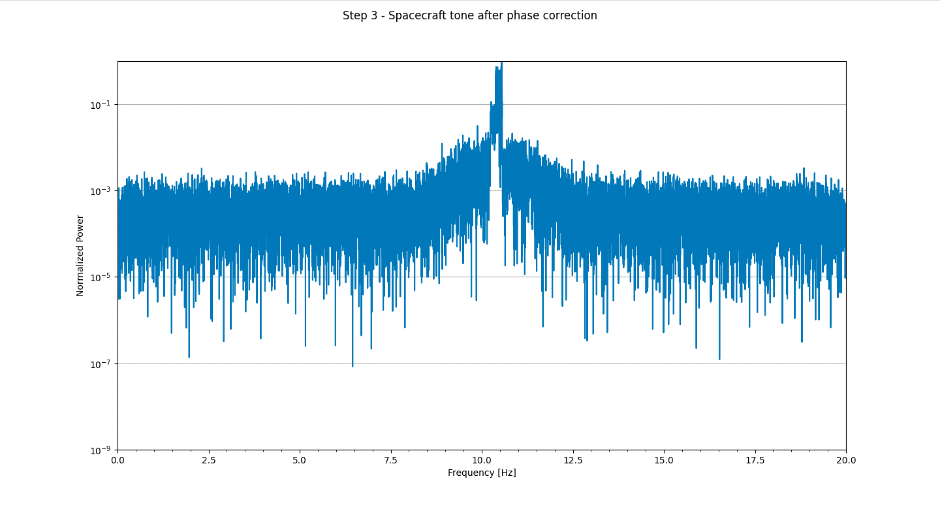 Step 3 - Spacecraft tone after phase correction
Normalized Power
10⁻¹
10⁻³
10⁻⁵
10⁻⁷
10⁻⁹
0.0 2.5 5.0 7.5 10.0 12.5 15.0 17.5 20.0
Frequency [Hz]